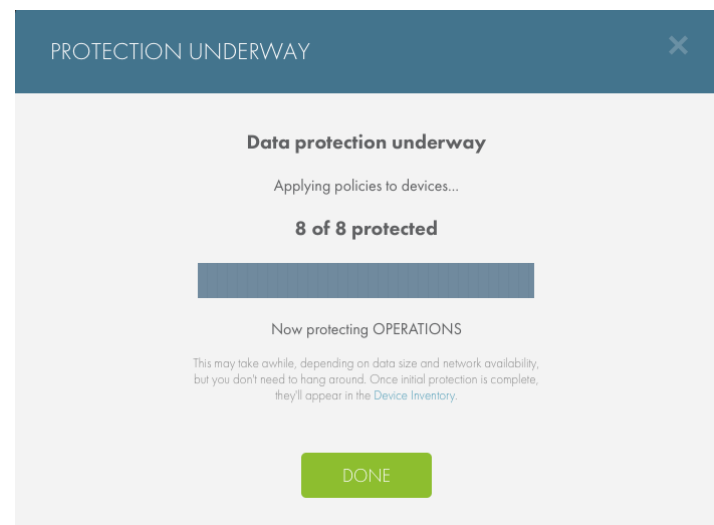 PROTECTION UNDERWAY
Data protection underway
Applying policies to devices...
8 of 8 protected
Now protecting OPERATIONS
This may take awhile, depending on data size and network availability,
but you don't need to hang around. Once initial protection is complete,
they'll appear in the Device Inventory.
DONE